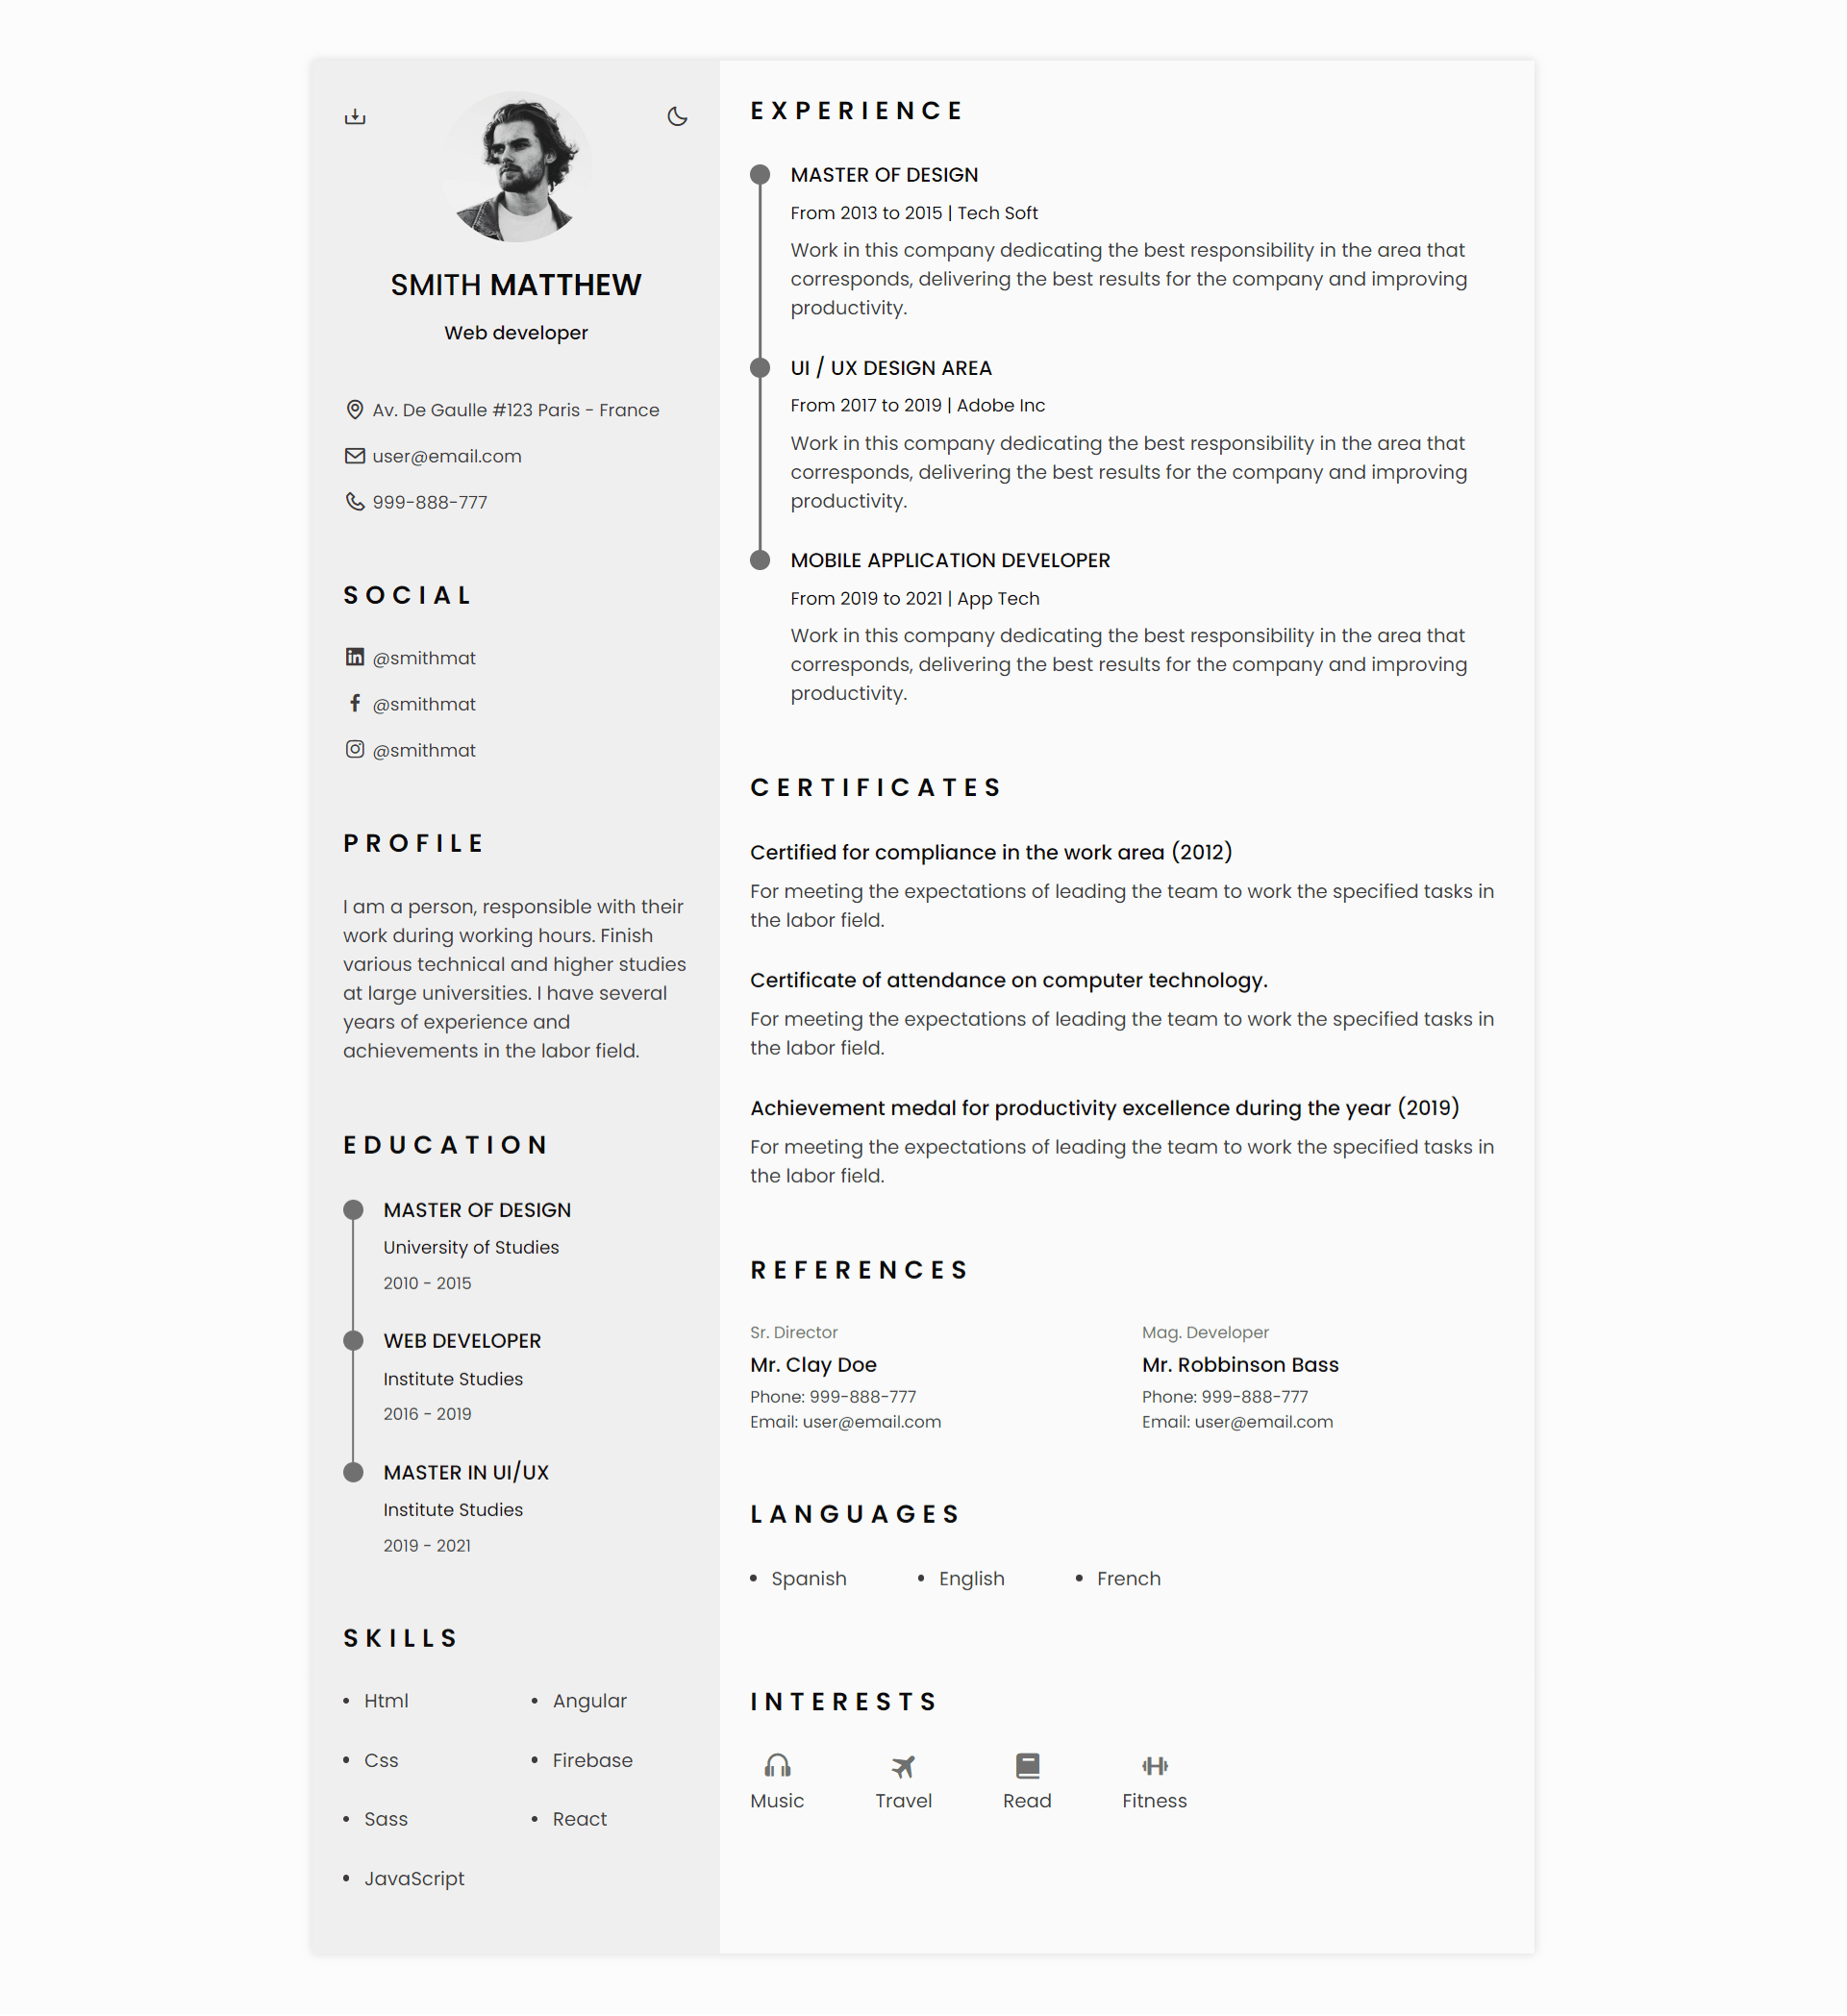 SMITH MATTHEW
Web developer
Av. De Gaulle #123 Paris - France
user@email.com
999-888-777
SOCIAL
@smithmat
@smithmat
@smithmat
PROFILE
I am a person, responsible with their
work during working hours. Finish
various technical and higher studies
at large universities. I have several
years of experience and
achievements in the labor field.
EDUCATION
MASTER OF DESIGN
University of Studies
2010 - 2015
WEB DEVELOPER
Institute Studies
2016 - 2019
MASTER IN UI/UX
Institute Studies
2019 - 2021
SKILLS
Html
Css
Sass
JavaScript
Angular
Firebase
React
EXPERIENCE
MASTER OF DESIGN
From 2013 to 2015 | Tech Soft
Work in this company dedicating the best responsibility in the area that
corresponds, delivering the best results for the company and improving
productivity.
UI / UX DESIGN AREA
From 2017 to 2019 | Adobe Inc
Work in this company dedicating the best responsibility in the area that
corresponds, delivering the best results for the company and improving
productivity.
MOBILE APPLICATION DEVELOPER
From 2019 to 2021 | App Tech
Work in this company dedicating the best responsibility in the area that
corresponds, delivering the best results for the company and improving
productivity.
CERTIFICATES
Certified for compliance in the work area (2012)
For meeting the expectations of leading the team to work the specified tasks in
the labor field.
Certificate of attendance on computer technology.
For meeting the expectations of leading the team to work the specified tasks in
the labor field.
Achievement medal for productivity excellence during the year (2019)
For meeting the expectations of leading the team to work the specified tasks in
the labor field.
REFERENCES
Sr. Director
Mr. Clay Doe
Phone: 999-888-777
Email: user@email.com
Mag. Developer
Mr. Robbinson Bass
Phone: 999-888-777
Email: user@email.com
LANGUAGES
Spanish
English
French
INTERESTS
Music
Travel
Read
Fitness